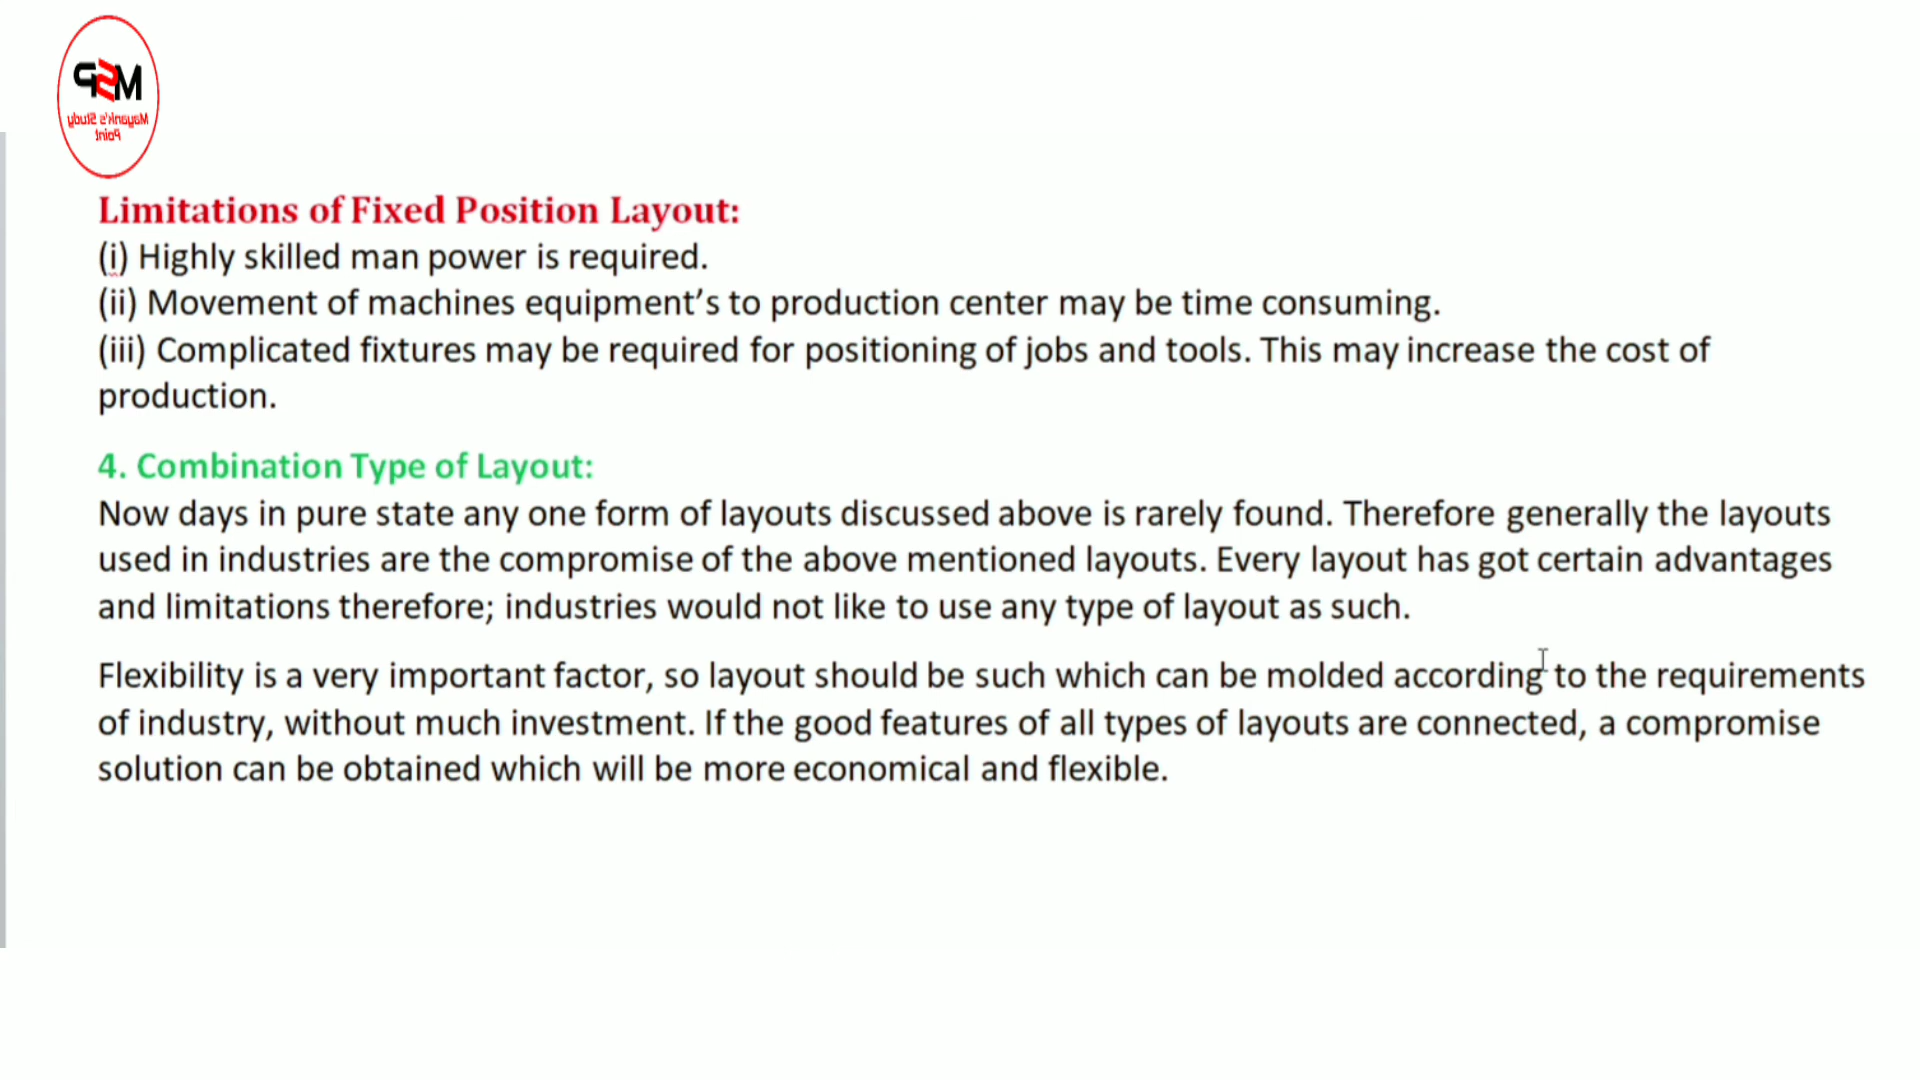 MSP
Mayank's Study
Point
Limitations of Fixed Position Layout:
(i) Highly skilled man power is required.
(ii) Movement of machines equipment’s to production center may be time consuming.
(iii) Complicated fixtures may be required for positioning of jobs and tools. This may increase the cost of
production.
4. Combination Type of Layout:
Now days in pure state any one form of layouts discussed above is rarely found. Therefore generally the layouts
used in industries are the compromise of the above mentioned layouts. Every layout has got certain advantages
and limitations therefore; industries would not like to use any type of layout as such.
Flexibility is a very important factor, so layout should be such which can be molded according to the requirements
of industry, without much investment. If the good features of all types of layouts are connected, a compromise
solution can be obtained which will be more economical and flexible.